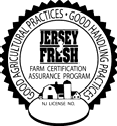 GOOD AGRICULTURAL PRACTICES • GOOD HANDLING PRACTICES
JERSEY
FRESH
FARM CERTIFICATION
ASSURANCE PROGRAM
NJ LICENSE NO.